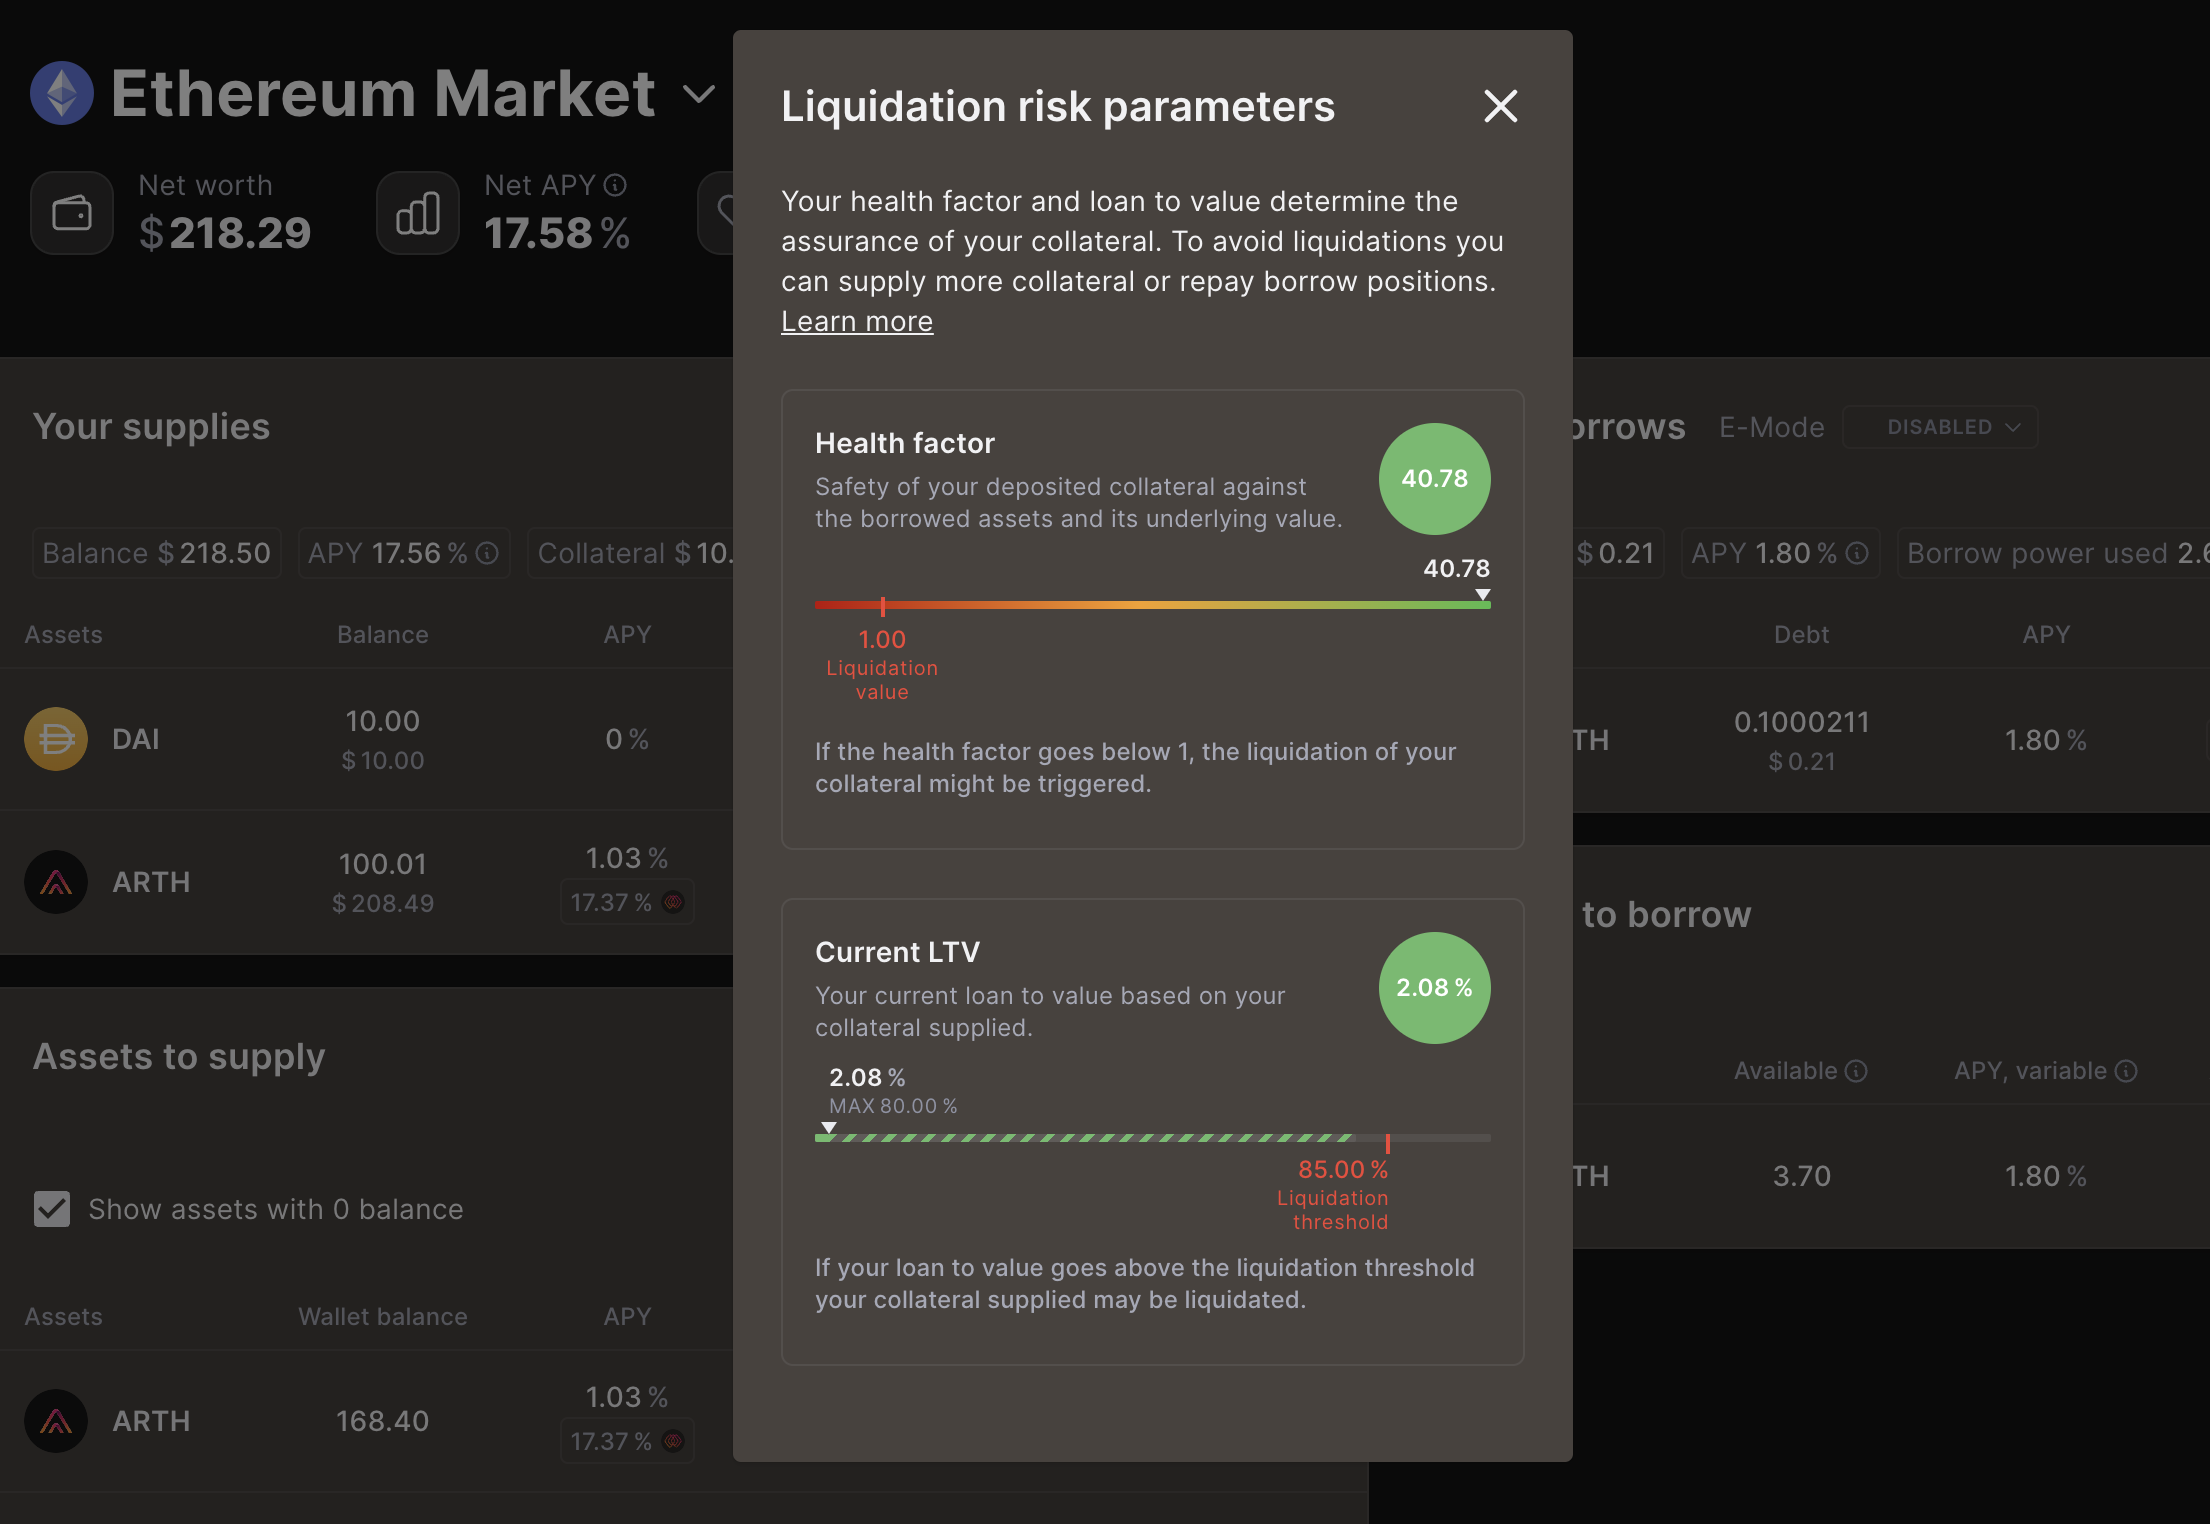 Ethereum Market
Net worth
$ 218.29
Net APY
17.58 %
Your supplies
Balance $ 218.50
APY 17.56 %
Collateral $ 10.
Assets
Balance
APY
DAI
10.00
$ 10.00
0 %
ARTH
100.01
$ 208.49
1.03 %
17.37 %
Assets to supply
Show assets with 0 balance
Assets
Wallet balance
APY
ARTH
168.40
1.03 %
17.37 %
Liquidation risk parameters
Your health factor and loan to value determine the
assurance of your collateral. To avoid liquidations you
can supply more collateral or repay borrow positions.
Learn more
Health factor
Safety of your deposited collateral against
the borrowed assets and its underlying value.
40.78
40.78
1.00
Liquidation
value
If the health factor goes below 1, the liquidation of your
collateral might be triggered.
Current LTV
Your current loan to value based on your
collateral supplied.
2.08 %
2.08 %
MAX 80.00 %
85.00 %
Liquidation
threshold
If your loan to value goes above the liquidation threshold
your collateral supplied may be liquidated.
orrows
E-Mode
DISABLED
$ 0.21
APY 1.80 %
Borrow power used 2.6
Debt
APY
TH
0.1000211
$ 0.21
1.80 %
to borrow
Available
APY, variable
TH
3.70
1.80 %